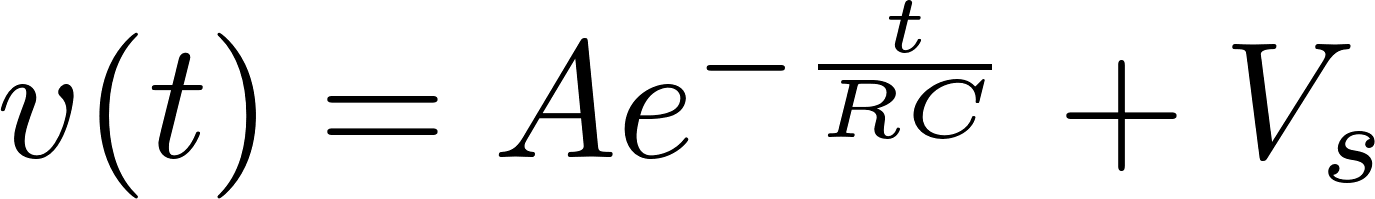 v(t) = Ae^{-\frac{t}{RC}} + V_s